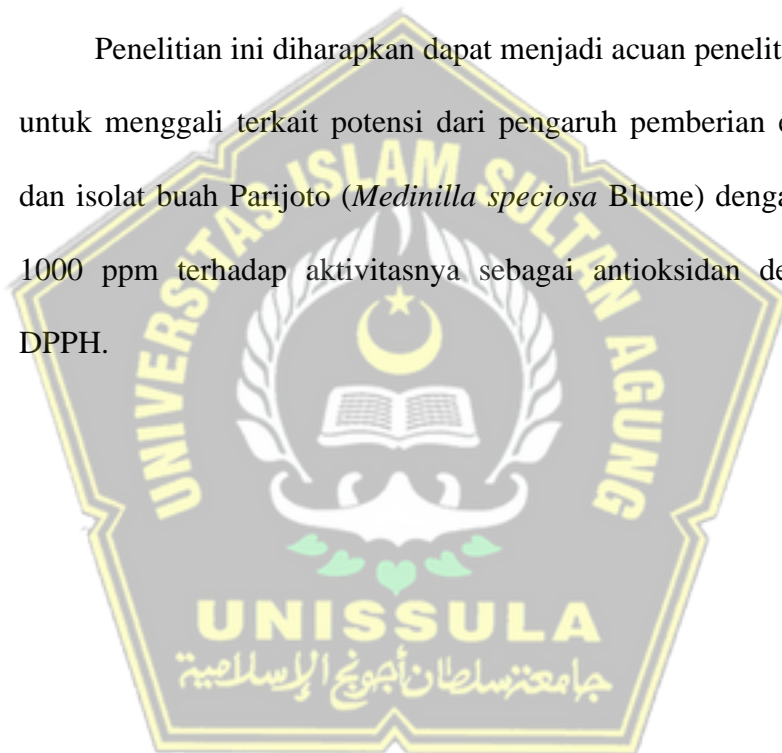 Penelitian ini diharapkan dapat menjadi acuan penelit
untuk menggali terkait potensi dari pengaruh pemberian
dan isolat buah Parijoto (Medinilla speciosa Blume) denga
1000 ppm terhadap aktivitasnya sebagai antioksidan de
DPPH.
UNIVERSITAS ISLAM SULTAN AGUNG
UNISSULA
جامعة سلطان أجونج الإسلامية